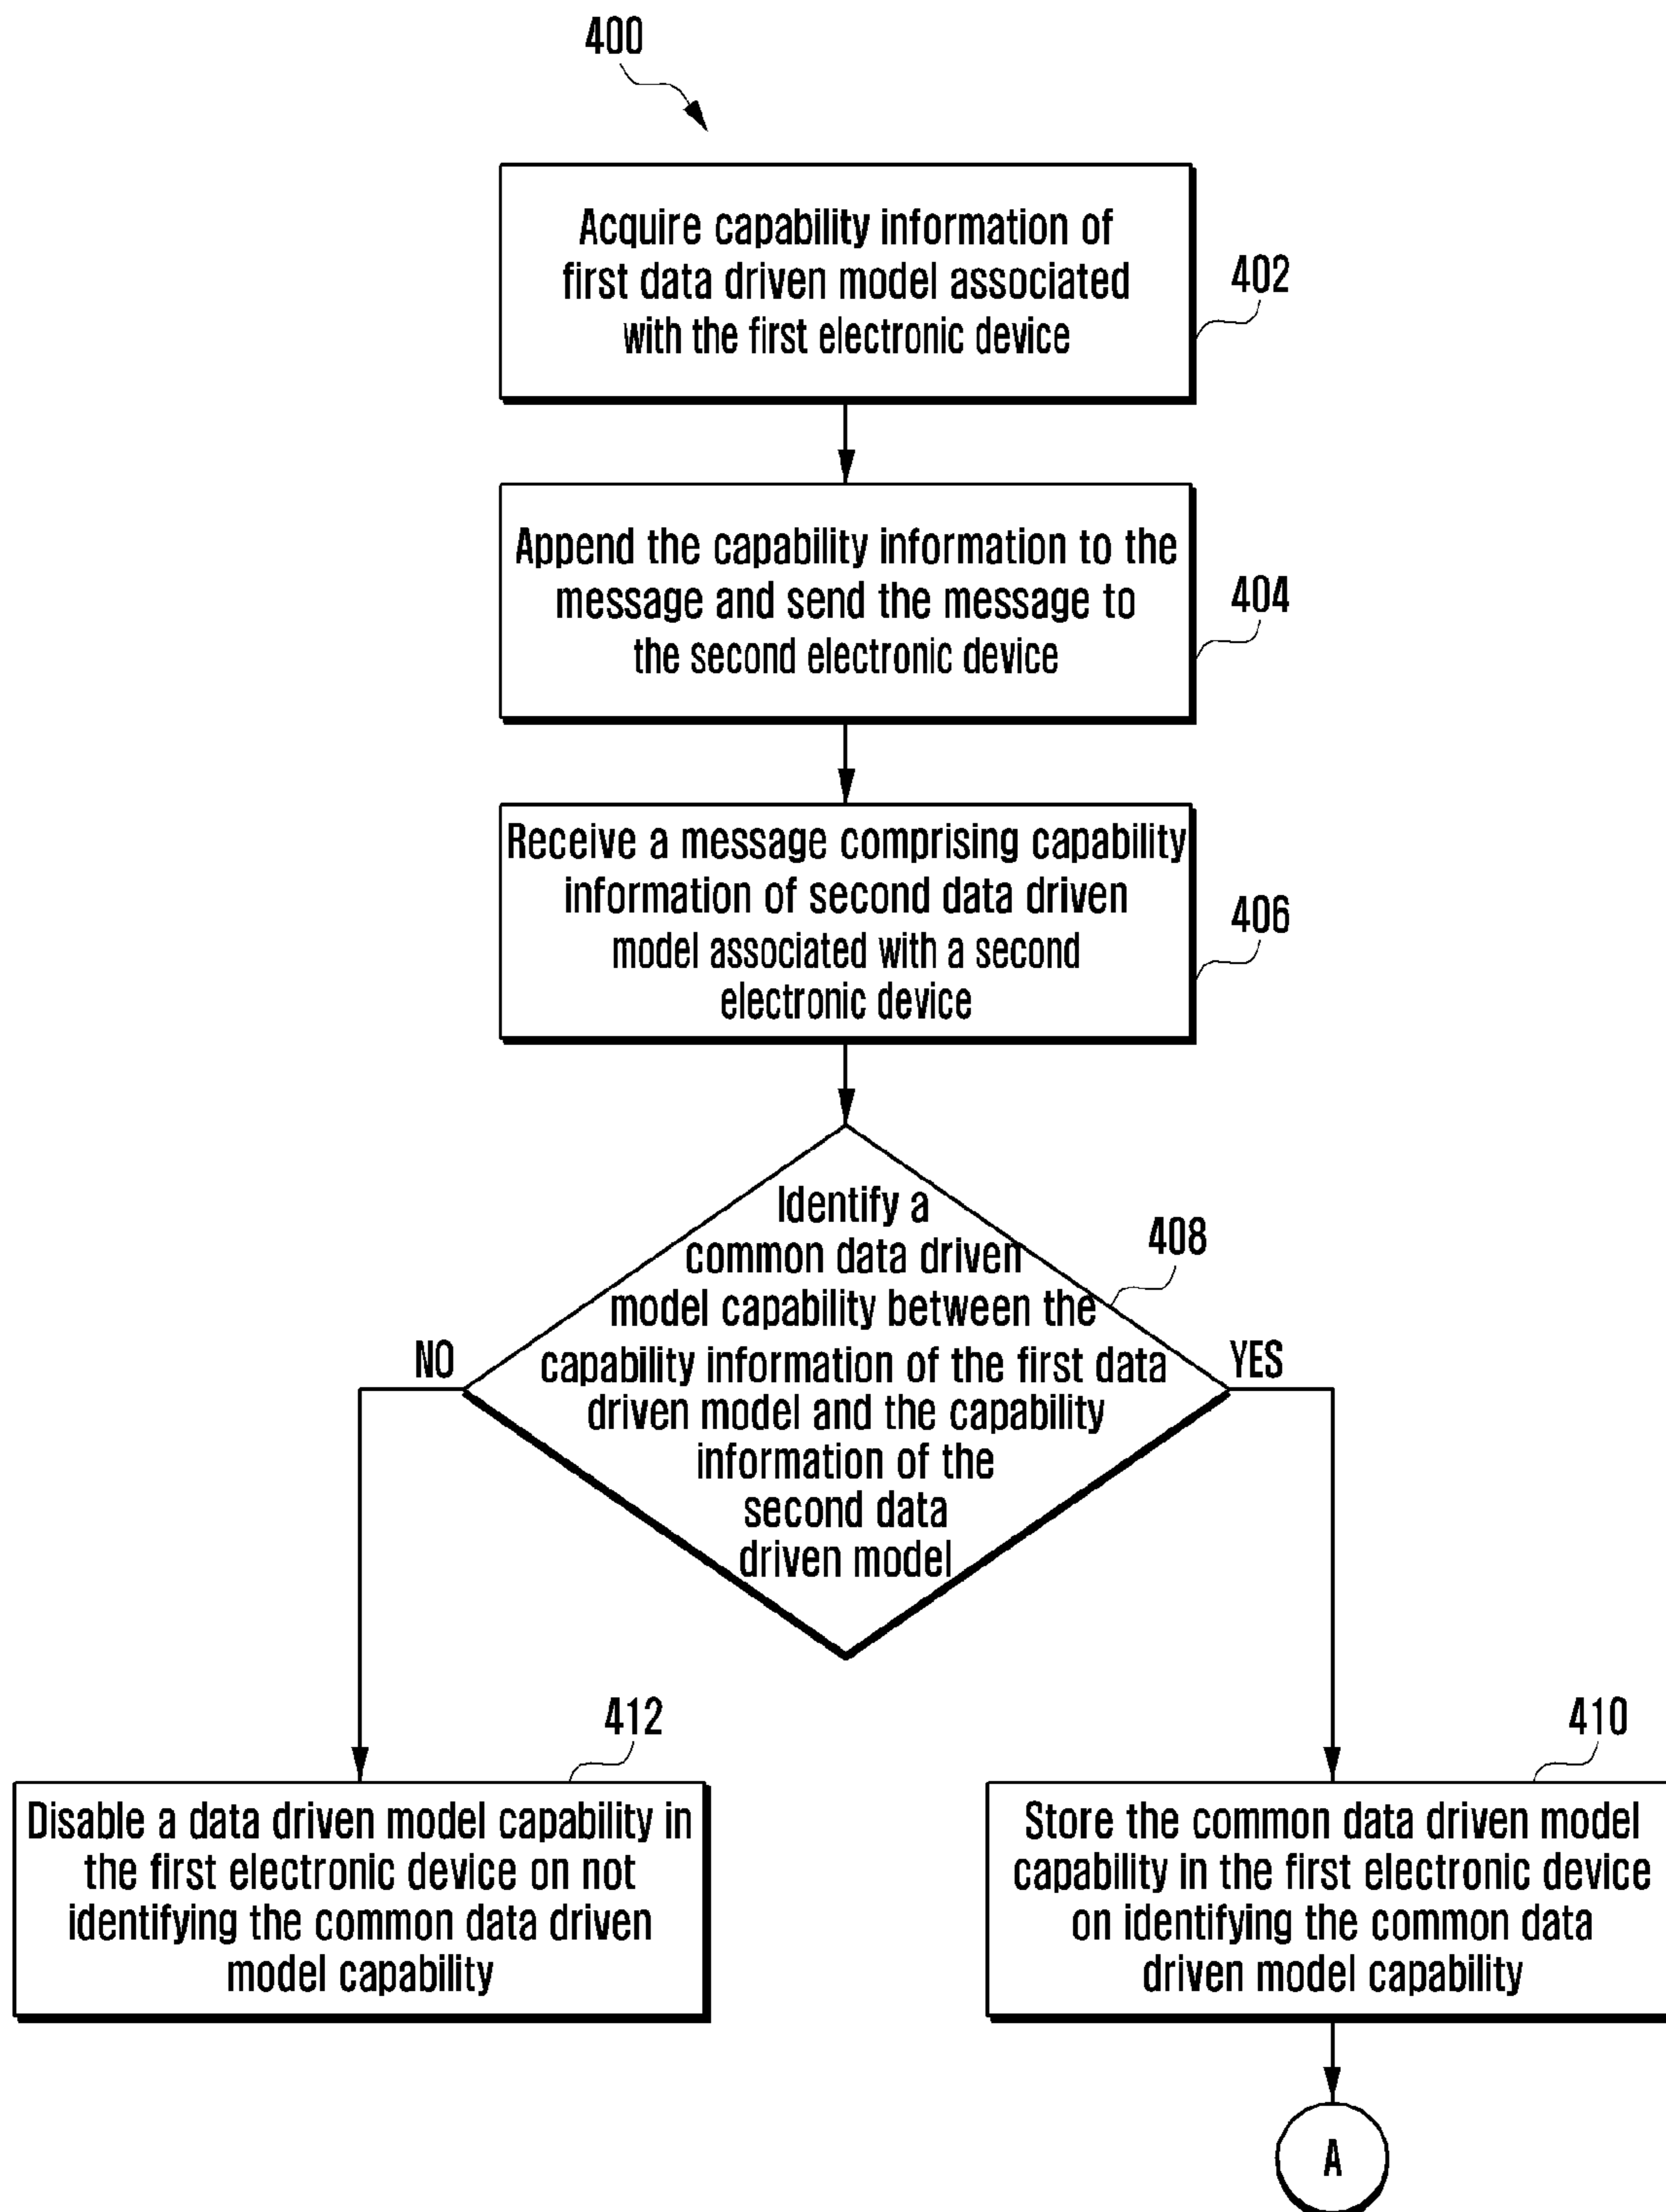 400
Acquire capability information of
first data driven model associated
with the first electronic device
402
Append the capability information to the
message and send the message to
the second electronic device
404
Receive a message comprising capability
information of second data driven
model associated with a second
electronic device
406
Identify a
common data driven
model capability between the
capability information of the first data
driven model and the capability
information of the
second data
driven model
408
NO
YES
412
Disable a data driven model capability in
the first electronic device on not
identifying the common data driven
model capability
410
Store the common data driven model
capability in the first electronic device
on identifying the common data
driven model capability
A